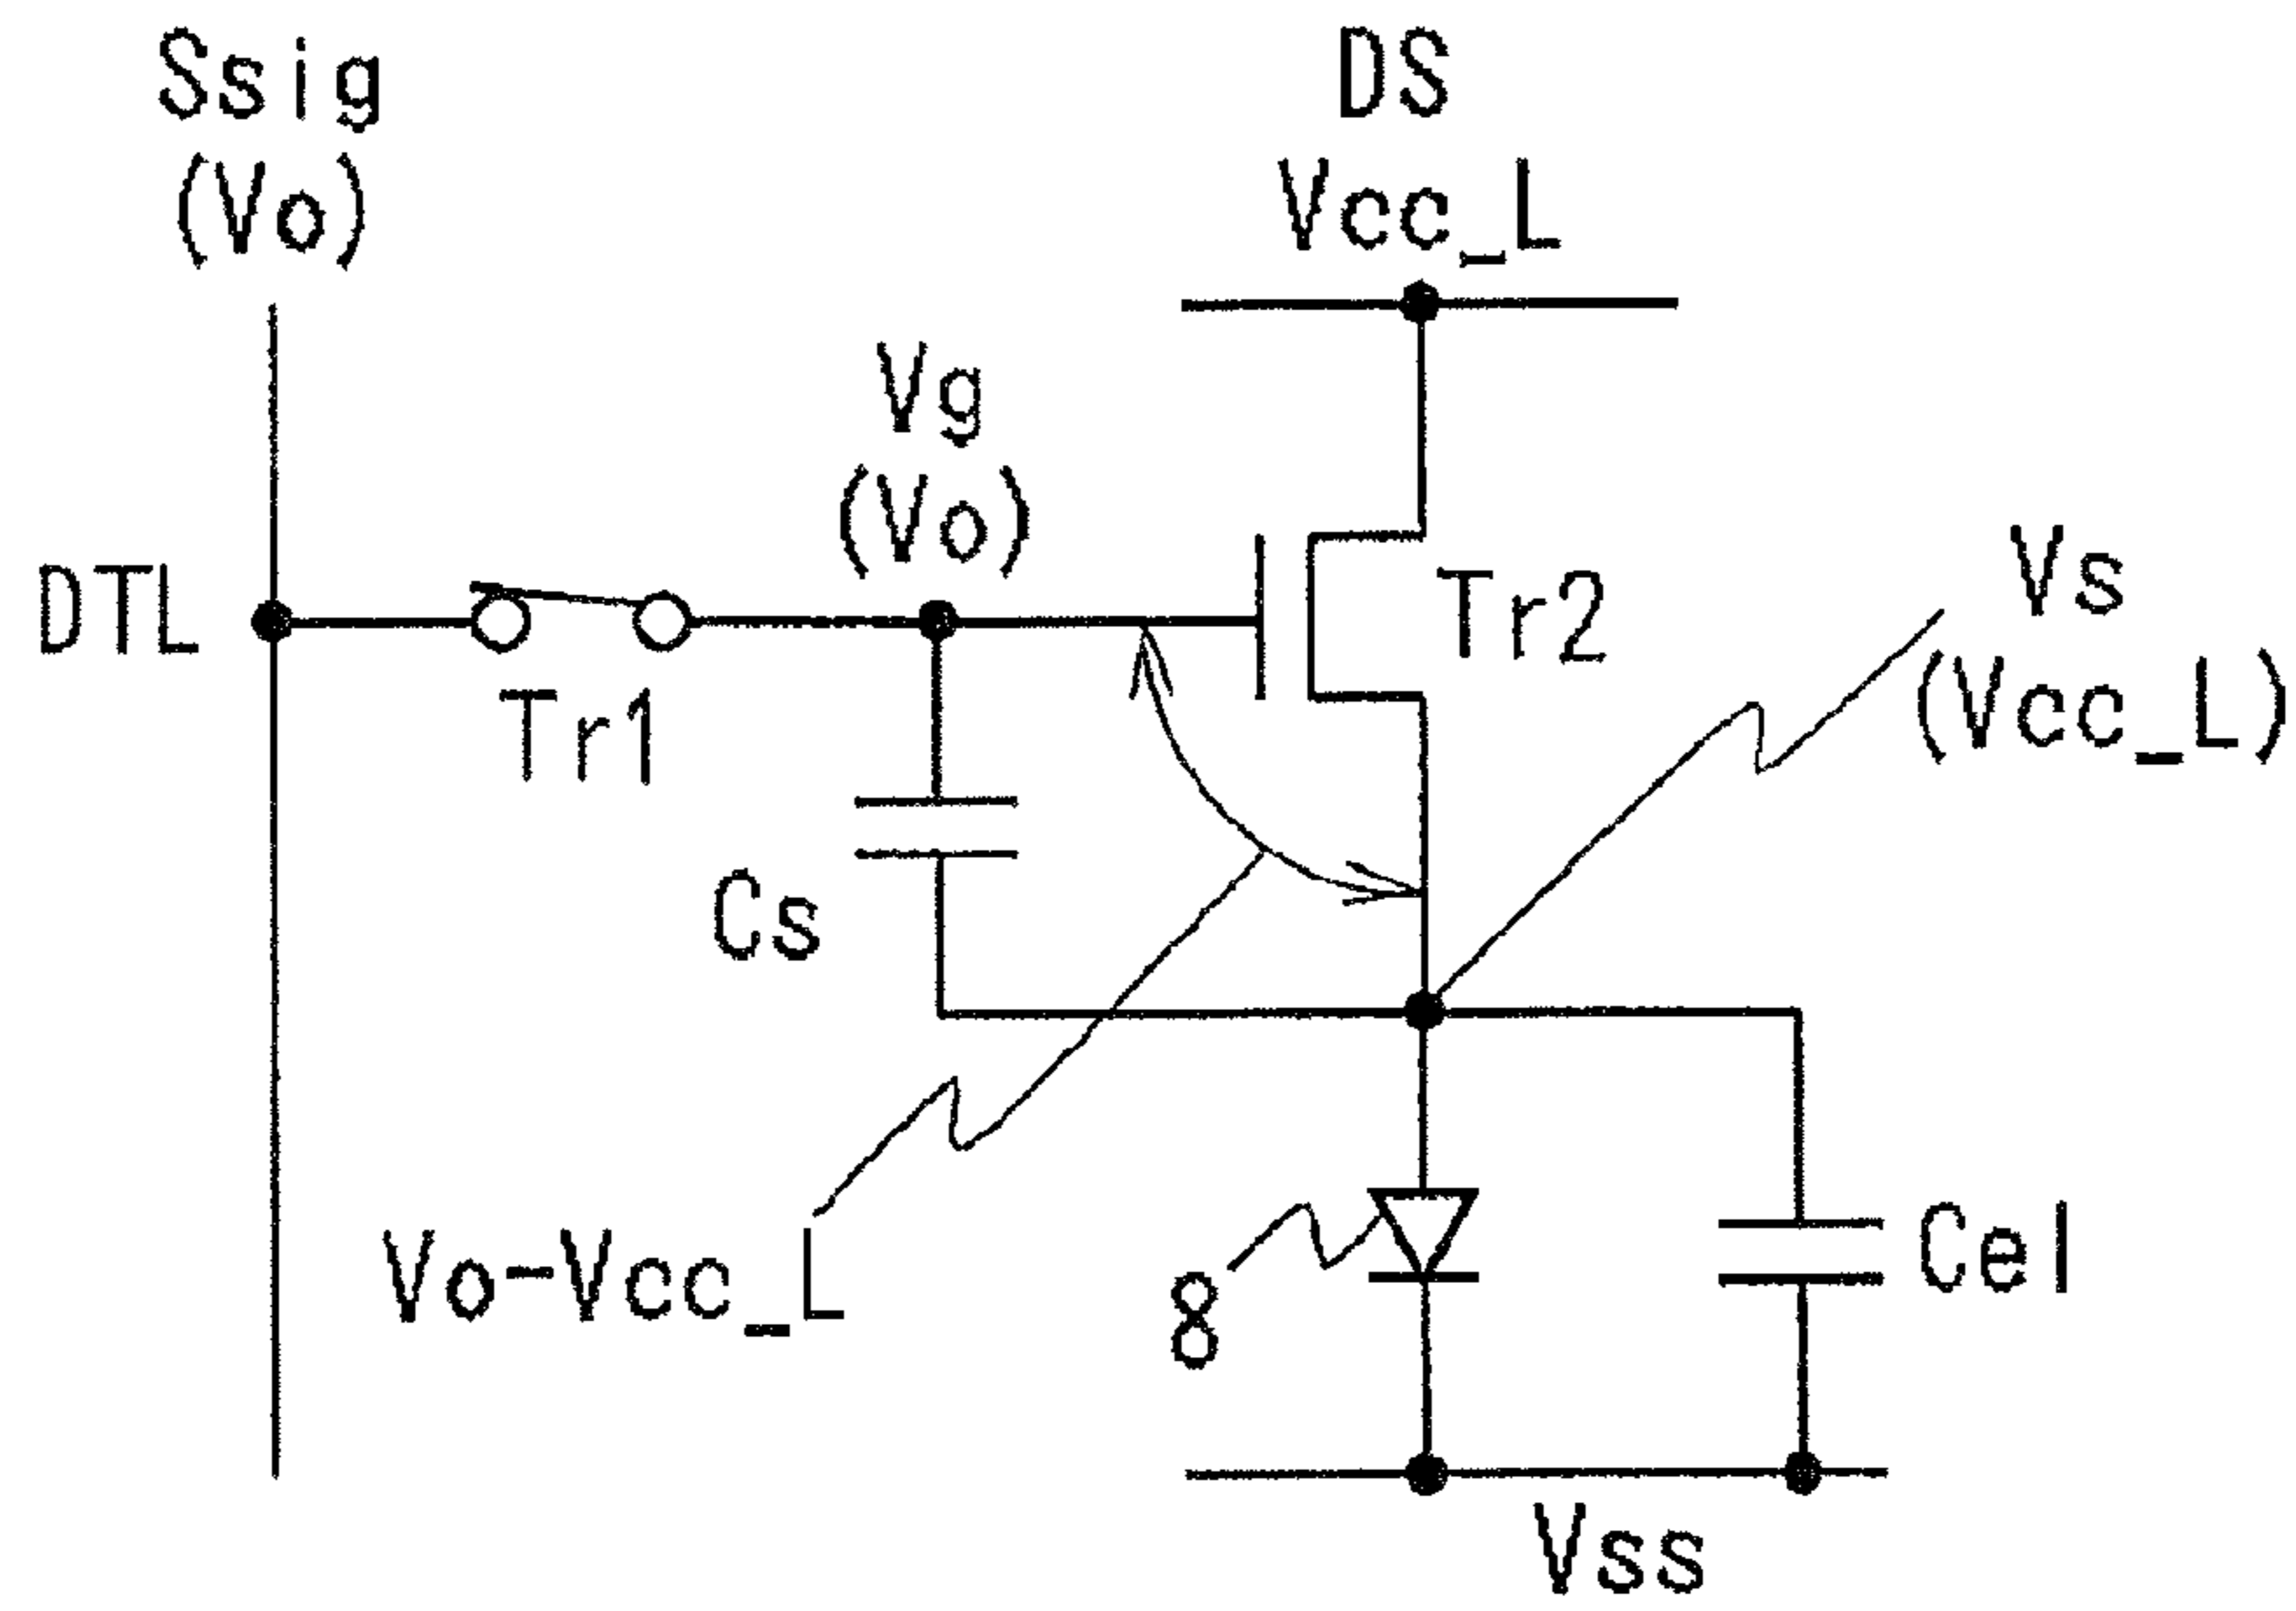 Ssig
(Vo)
DS
Vcc_L
Vg
(Vo)
DTL
Tr1
Tr2
Vs
(Vcc_L)
Cs
Vo-Vcc_L
8
Cel
Vss